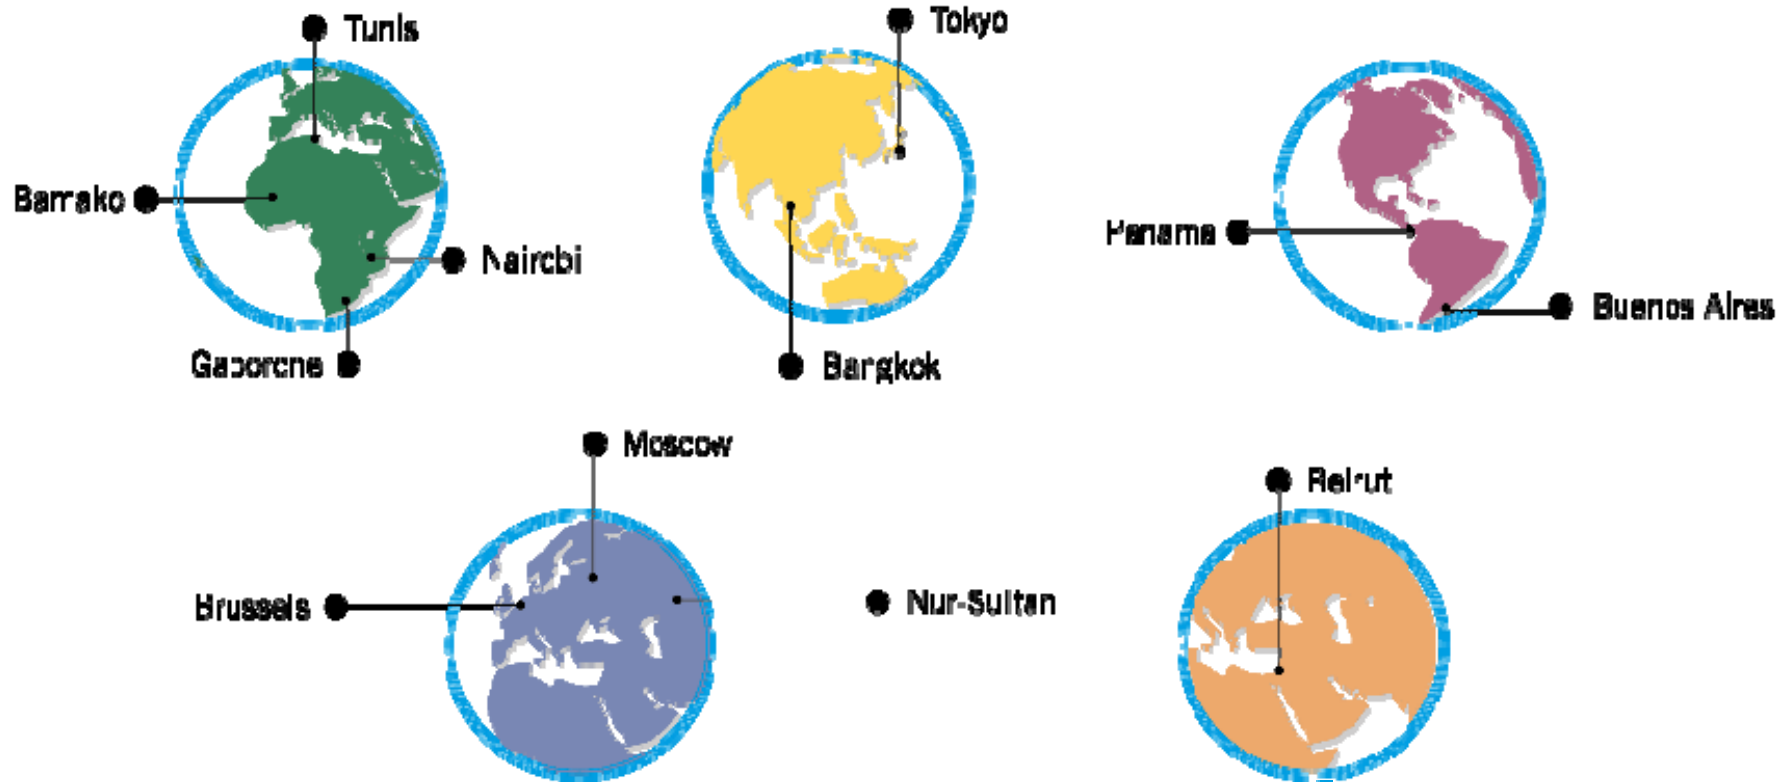 Tunis
Tokyo
Bamako
Panama
Nairobi
Buenos Aires
Gaborone
Bangkok
Moscow
Beirut
Brussels
Nur-Sultan